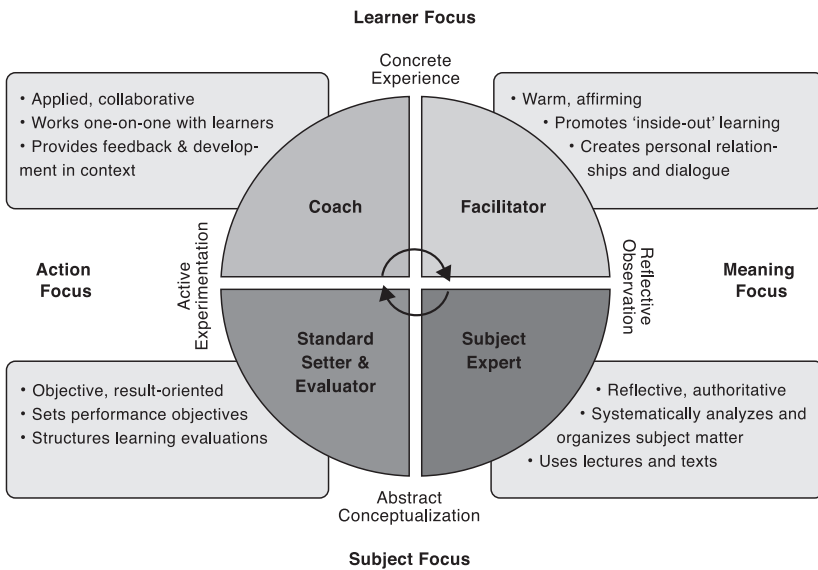 Learner Focus
Concrete
Experience
• Applied, collaborative
• Works one-on-one with learners
• Provides feedback & develop-
ment in context
• Warm, affirming
• Promotes ‘inside-out’ learning
• Creates personal relation-
ships and dialogue
Coach
Facilitator
Action
Focus
Active
Experimentation
Reflective
Observation
Meaning
Focus
Standard
Setter &
Evaluator
Subject
Expert
• Objective, result-oriented
• Sets performance objectives
• Structures learning evaluations
• Reflective, authoritative
• Systematically analyzes and
organizes subject matter
• Uses lectures and texts
Abstract
Conceptualization
Subject Focus